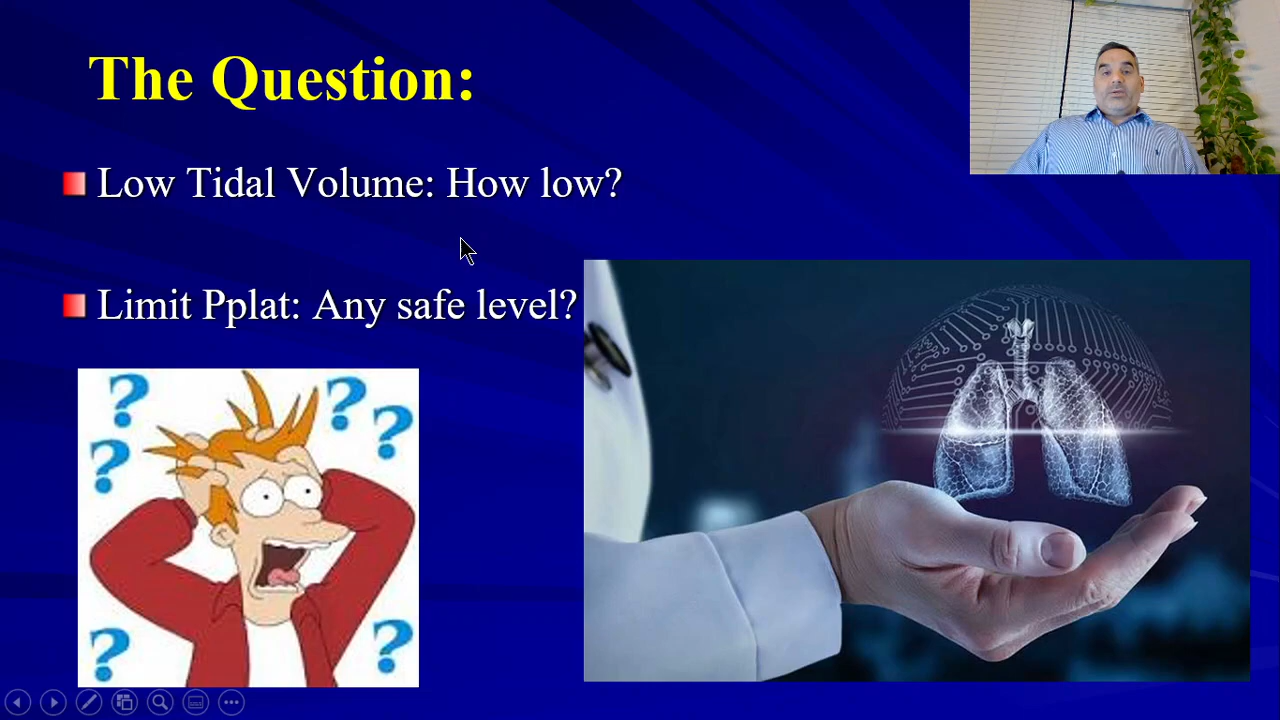 The Question:
Low Tidal Volume: How low?
Limit Pplat: Any safe level?
? ? ?
?
? ?